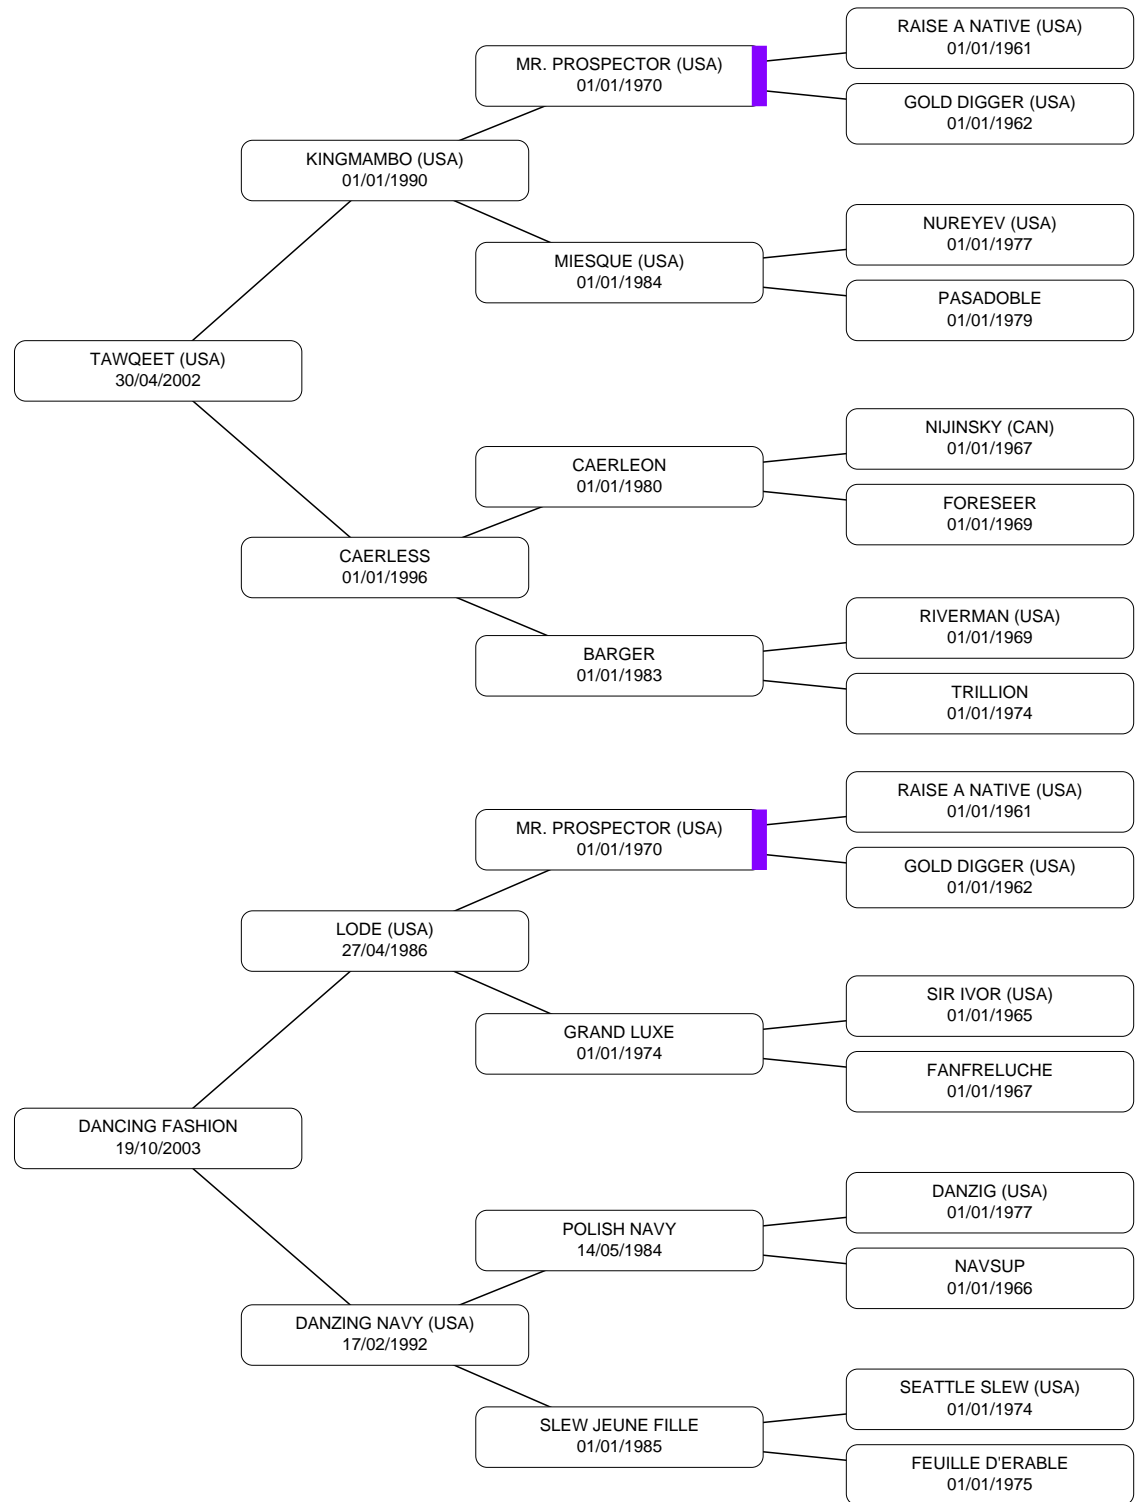 RAISE A NATIVE (USA)
01/01/1961
MR. PROSPECTOR (USA)
01/01/1970
GOLD DIGGER (USA)
01/01/1962
KINGMAMBO (USA)
01/01/1990
NUREYEV (USA)
01/01/1977
MIESQUE (USA)
01/01/1984
PASADOBLE
01/01/1979
TAWQEET (USA)
30/04/2002
NIJINSKY (CAN)
01/01/1967
CAERLEON
01/01/1980
FORESEER
01/01/1969
CAERLESS
01/01/1996
RIVERMAN (USA)
01/01/1969
BARGER
01/01/1983
TRILLION
01/01/1974
RAISE A NATIVE (USA)
01/01/1961
MR. PROSPECTOR (USA)
01/01/1970
GOLD DIGGER (USA)
01/01/1962
LODE (USA)
27/04/1986
SIR IVOR (USA)
01/01/1965
GRAND LUXE
01/01/1974
FANFRELUCHE
01/01/1967
DANCING FASHION
19/10/2003
DANZIG (USA)
01/01/1977
POLISH NAVY
14/05/1984
NAVSUP
01/01/1966
DANZING NAVY (USA)
17/02/1992
SEATTLE SLEW (USA)
01/01/1974
SLEW JEUNE FILLE
01/01/1985
FEUILLE D'ERABLE
01/01/1975